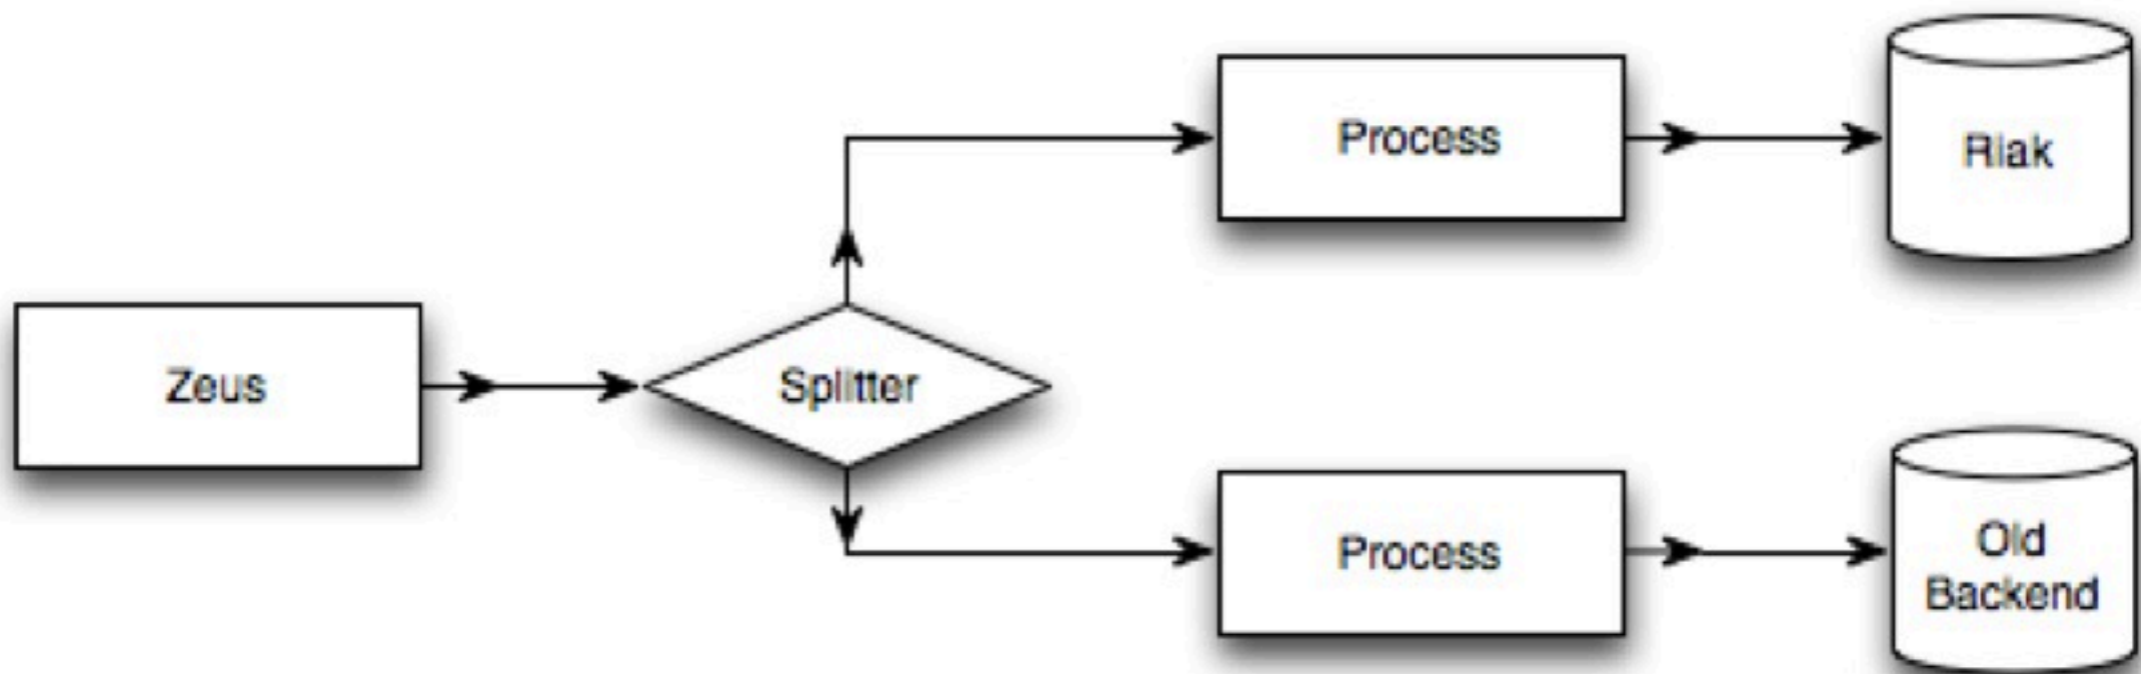 Process
Riak
Zeus
Splitter
Process
Old
Backend